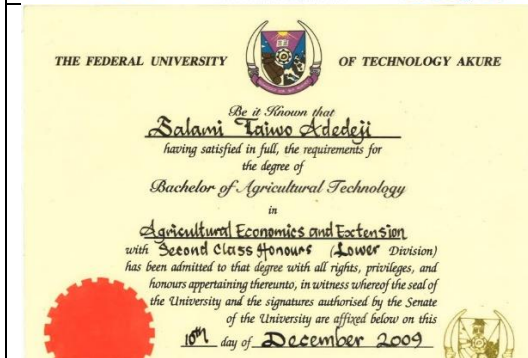 THE FEDERAL UNIVERSITY OF TECHNOLOGY AKURE
Be it Known that
Salami Taiwo Adedeji
having satisfied in full, the requirements for
the degree of
Bachelor of Agricultural Technology
in
Agricultural Economics and Extension
with Second Class Honours (Lower Division)
has been admitted to that degree with all rights, privileges, and
honours appertaining thereunto, in witness whereof the seal of
the University and the signatures authorised by the Senate
of the University are affixed below on this
10th day of December 2009